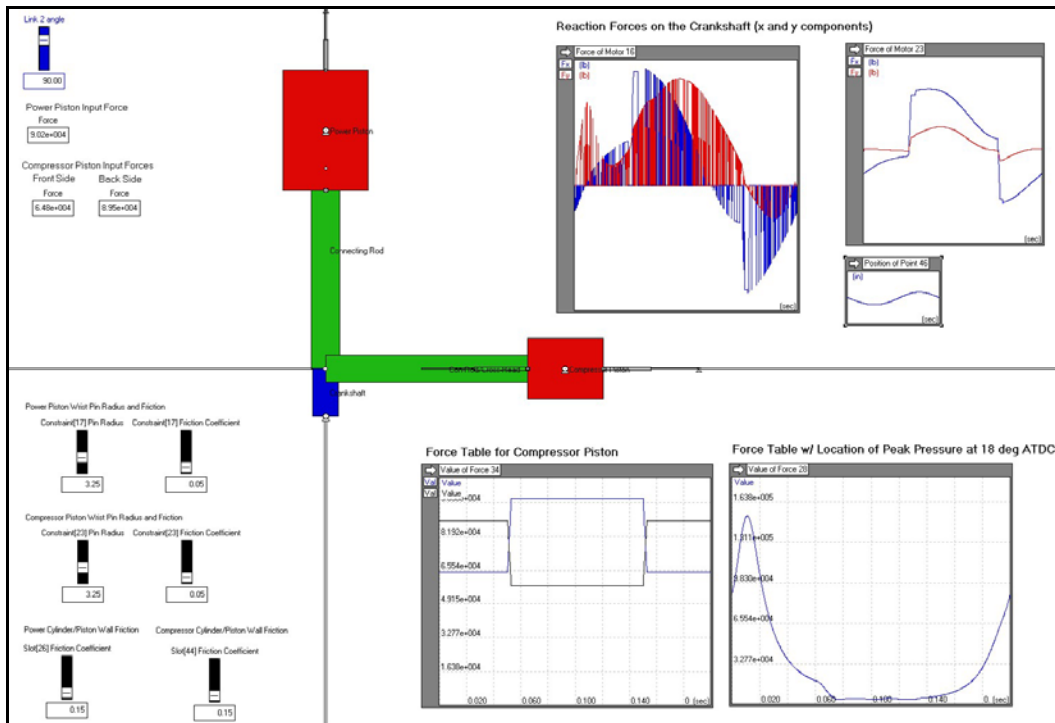 Link 2 angle
90.00
Power Piston Input Force
Force
9.02e+004
Compressor Piston Input Forces
Front Side Back Side
Force Force
6.48e+004 8.95e+004
Power Piston
Connecting Rod
Compressor Piston
Crankshaft
Reaction Forces on the Crankshaft (x and y components)
Force of Motor 16
Fx (lb)
Fy (lb)
(sec)
Force of Motor 23
Fx (lb)
Fy (lb)
(sec)
Position of Point 46
(in)
(sec)
Power Piston Wrist Pin Radius and Friction
Constraint[17] Pin Radius Constraint[17] Friction Coefficient
3.25 0.05
Compressor Piston Wrist Pin Radius and Friction
Constraint[23] Pin Radius Constraint[23] Friction Coefficient
3.25 0.05
Power Cylinder/Piston Wall Friction Compressor Cylinder/Piston Wall Friction
Slot[26] Friction Coefficient Slot[44] Friction Coefficient
0.15 0.15
Force Table for Compressor Piston
Value of Force 34
Val Value
Val Value
8.192e+004
6.554e+004
4.915e+004
3.277e+004
1.638e+004
0.020 0.060 0.100 0.140 0. (sec)
Force Table w/ Location of Peak Pressure at 18 deg ATDC
Value of Force 28
Value
1.638e+005
1.311e+005
9.830e+004
6.554e+004
3.277e+004
0.020 0.060 0.100 0.140 0. (sec)